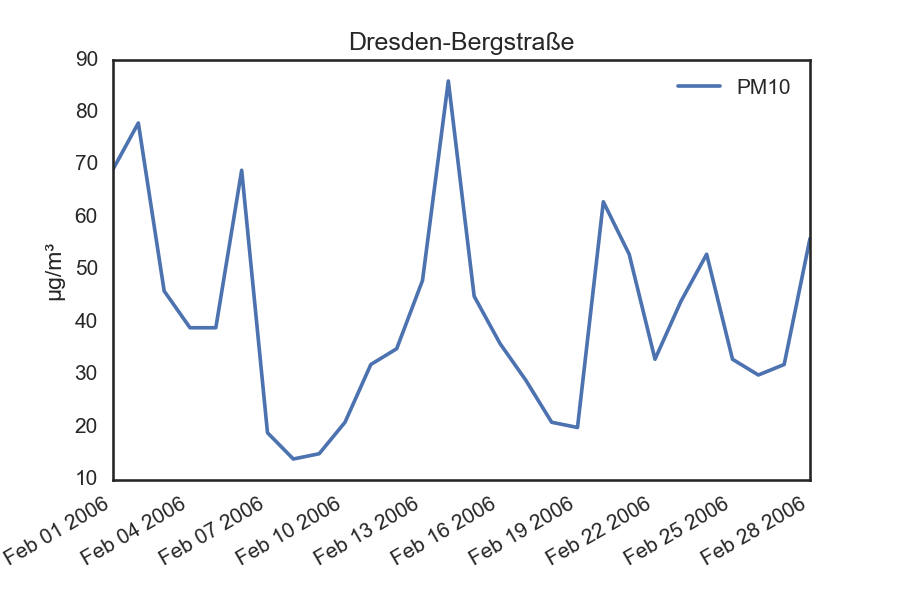 Dresden-Bergstraße
PM10
µg/m³
90
80
70
60
50
40
30
20
10
Feb 01 2006
Feb 04 2006
Feb 07 2006
Feb 10 2006
Feb 13 2006
Feb 16 2006
Feb 19 2006
Feb 22 2006
Feb 25 2006
Feb 28 2006